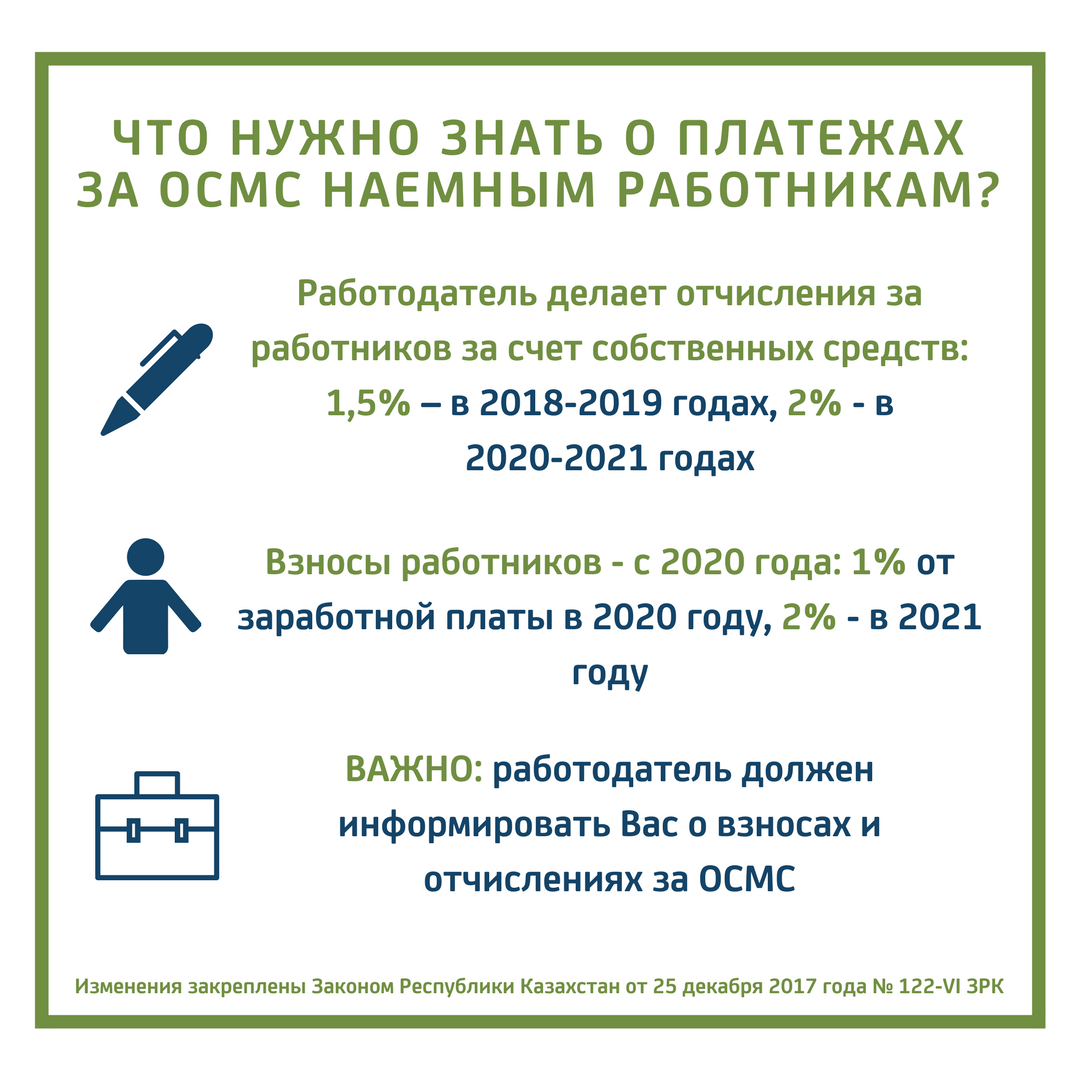 ЧТО НУЖНО ЗНАТЬ О ПЛАТЕЖАХ
ЗА ОСМС НАЕМНЫМ РАБОТНИКАМ?
Работодатель делает отчисления за
работников за счет собственных средств:
1,5% – в 2018-2019 годах, 2% - в
2020-2021 годах
Взносы работников - с 2020 года: 1% от
заработной платы в 2020 году, 2% - в 2021
году
ВАЖНО: работодатель должен
информировать Вас о взносах и
отчислениях за ОСМС
Изменения закреплены Законом Республики Казахстан от 25 декабря 2017 года № 122-VI ЗРК